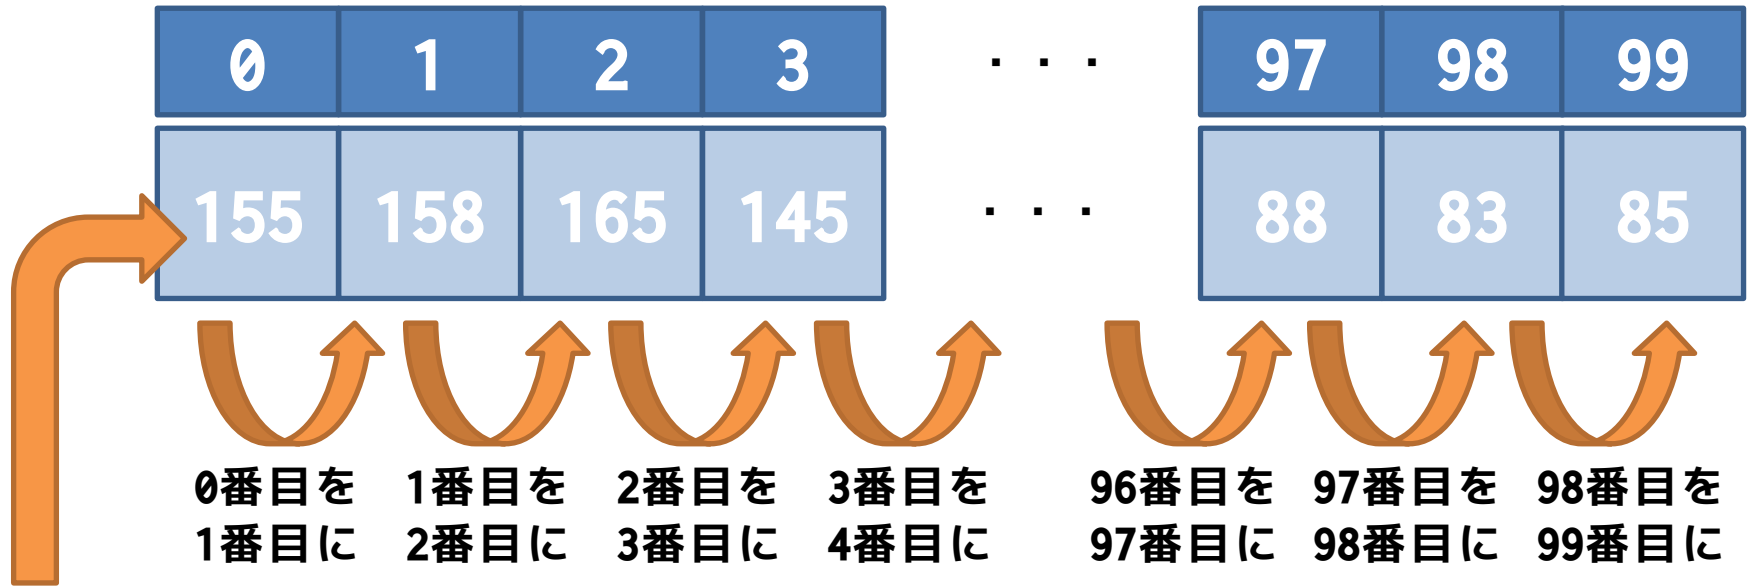 0 1 2 3 ・・・ 97 98 99
155 158 165 145 ・・・ 88 83 85
0番目を 1番目を 2番目を 3番目を 96番目を 97番目を 98番目を
1番目に 2番目に 3番目に 4番目に 97番目に 98番目に 99番目に